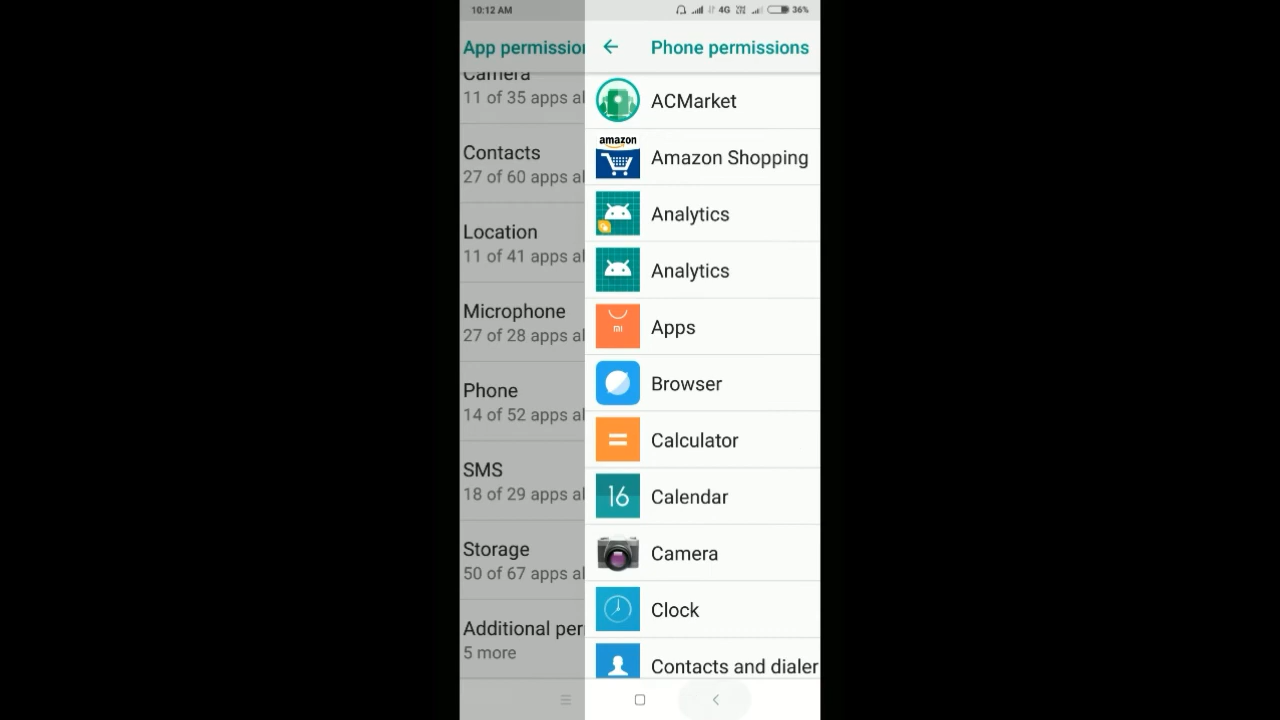 10:12 AM
4G
36%
App permission
Phone permissions
Camera
11 of 35 apps al
Contacts
27 of 60 apps al
Location
11 of 41 apps al
Microphone
27 of 28 apps al
Phone
14 of 52 apps al
SMS
18 of 29 apps al
Storage
50 of 67 apps al
Additional per
5 more
ACMarket
amazon
Amazon Shopping
Analytics
Analytics
mi
Apps
Browser
Calculator
16
Calendar
Camera
Clock
Contacts and dialer